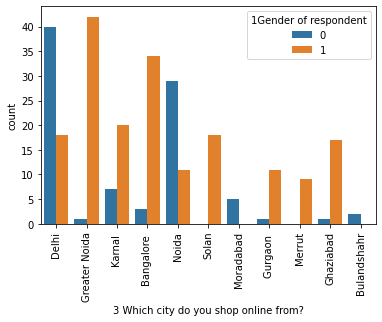 1Gender of respondent
0
1
count
40
35
30
25
20
15
10
5
0
Delhi
Greater Noida
Karnal
Bangalore
Noida
Solan
Moradabad
Gurgaon
Merrut
Ghaziabad
Bulandshahr
3 Which city do you shop online from?